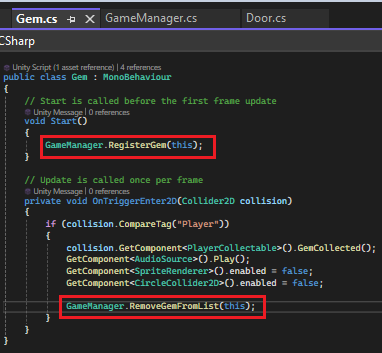 Gem.cs
GameManager.cs
Door.cs
CSharp
Unity Script (1 asset reference) | 4 references
public class Gem : MonoBehaviour
{
// Start is called before the first frame update
Unity Message | 0 references
void Start()
{
GameManager.RegisterGem(this);
}
// Update is called once per frame
Unity Message | 0 references
private void OnTriggerEnter2D(Collider2D collision)
{
if (collision.CompareTag("Player"))
{
collision.GetComponent<PlayerCollectable>().GemCollected();
GetComponent<AudioSource>().Play();
GetComponent<SpriteRenderer>().enabled = false;
GetComponent<CircleCollider2D>().enabled = false;
GameManager.RemoveGemFromList(this);
}
}
}